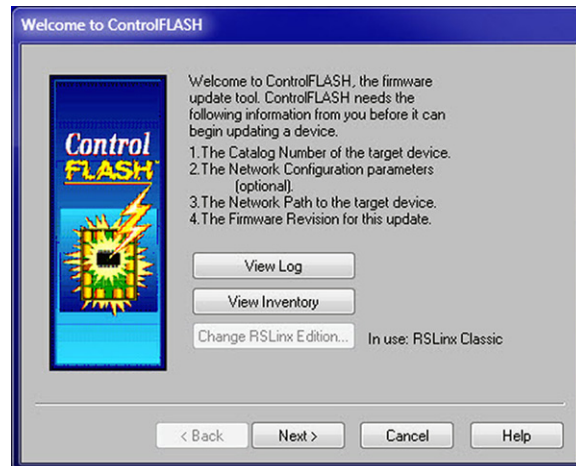 Welcome to ControlFLASH
Welcome to ControlFLASH, the firmware
update tool. ControlFLASH needs the
following information from you before it can
begin updating a device.
1.The Catalog Number of the target device.
2.The Network Configuration parameters
(optional).
3.The Network Path to the target device.
4.The Firmware Revision for this update.
Control
FLASH
View Log
View Inventory
Change RSLinx Edition... In use: RSLinx Classic
< Back Next > Cancel Help